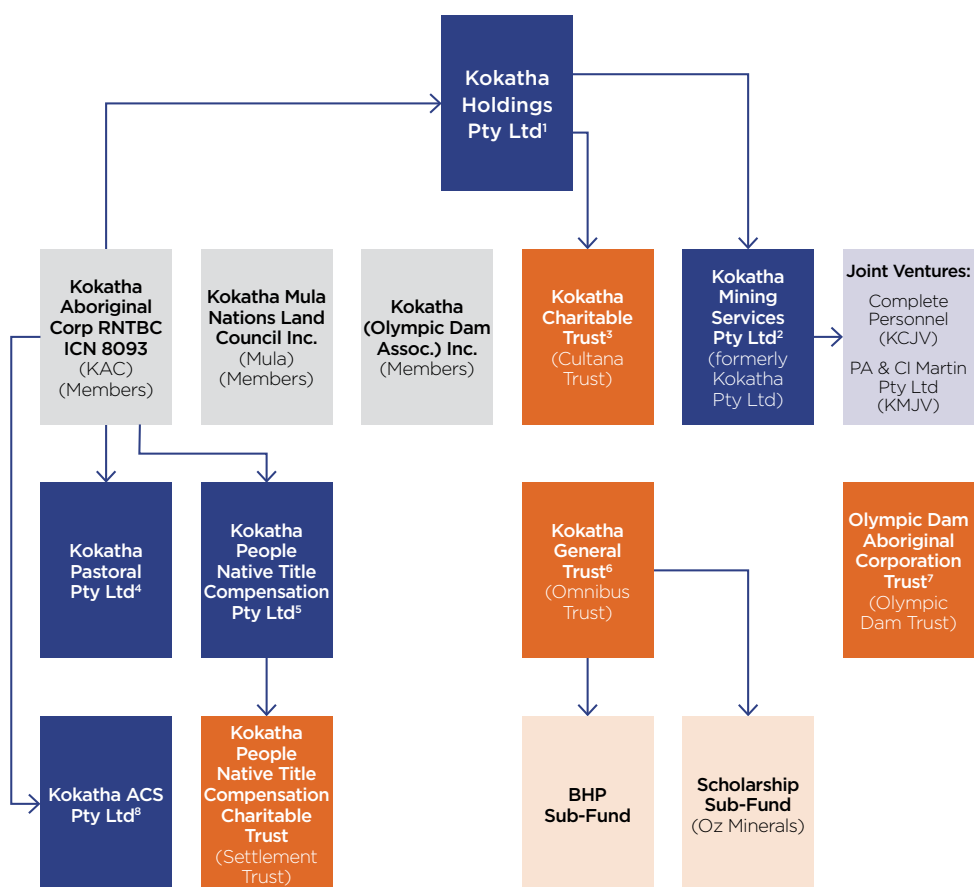 Kokatha
Holdings
Pty Ltd¹
Kokatha
Aboriginal
Corp RNTBC
ICN 8093
(KAC)
(Members)
Kokatha Mula
Nations Land
Council Inc.
(Mula)
(Members)
Kokatha
(Olympic Dam
Assoc.) Inc.
(Members)
Kokatha
Charitable
Trust³
(Cultana
Trust)
Kokatha
Mining
Services
Pty Ltd²
(formerly
Kokatha
Pty Ltd)
Joint Ventures:
Complete
Personnel
(KCJV)
PA & CI Martin
Pty Ltd
(KMJV)
Kokatha
Pastoral
Pty Ltd⁴
Kokatha
People
Native Title
Compensation
Pty Ltd⁵
Kokatha
General
Trust⁶
(Omnibus
Trust)
Olympic Dam
Aboriginal
Corporation
Trust⁷
(Olympic
Dam Trust)
Kokatha ACS
Pty Ltd⁸
Kokatha
People
Native Title
Compensation
Charitable
Trust
(Settlement
Trust)
BHP
Sub-Fund
Scholarship
Sub-Fund
(Oz Minerals)